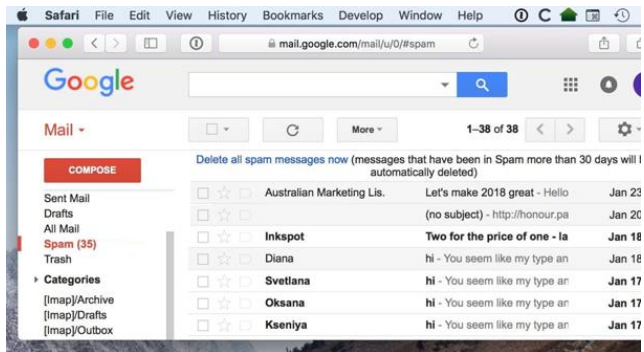 Safari File Edit View History Bookmarks Develop Window Help
mail.google.com/mail/u/0/#spam
Google
Mail More 1–38 of 38
COMPOSE
Delete all spam messages now (messages that have been in Spam more than 30 days will
automatically deleted)
Sent Mail
Drafts
All Mail
Spam (35)
Trash
Categories
[Imap]/Archive
[Imap]/Drafts
[Imap]/Outbox
Australian Marketing Lis. Let's make 2018 great - Hello Jan 23
(no subject) - http://honour.pa Jan 20
Inkspot Two for the price of one - la Jan 18
Diana hi - You seem like my type an Jan 18
Svetlana hi - You seem like my type an Jan 17
Oksana hi - You seem like my type an Jan 17
Kseniya hi - You seem like my type an Jan 17